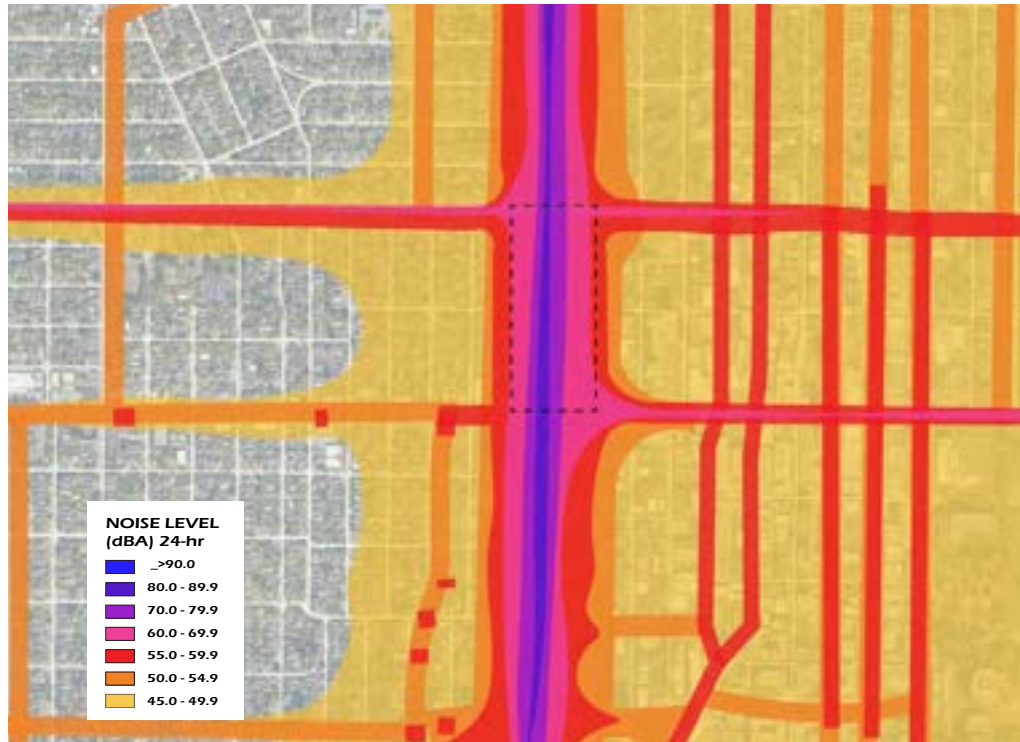 NOISE LEVEL
(dBA) 24-hr
_>90.0
80.0 - 89.9
70.0 - 79.9
60.0 - 69.9
55.0 - 59.9
50.0 - 54.9
45.0 - 49.9